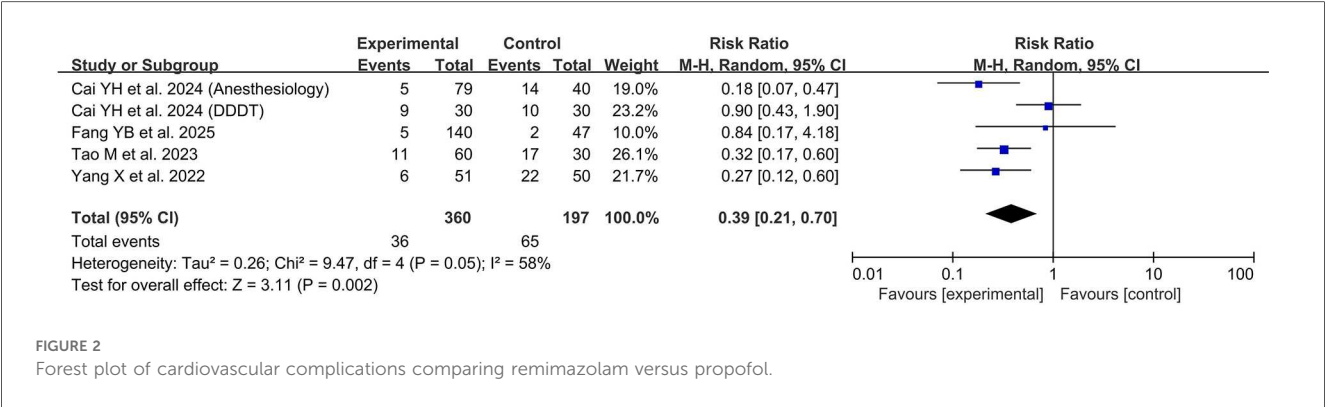 Experimental Control Risk Ratio Risk Ratio
Study or Subgroup Events Total Events Total Weight M-H, Random, 95% CI M-H, Random, 95% CI
Cai YH et al. 2024 (Anesthesiology) 5 79 14 40 19.0% 0.18 [0.07, 0.47]
Cai YH et al. 2024 (DDDT) 9 30 10 30 23.2% 0.90 [0.43, 1.90]
Fang YB et al. 2025 5 140 2 47 10.0% 0.84 [0.17, 4.18]
Tao M et al. 2023 11 60 17 30 26.1% 0.32 [0.17, 0.60]
Yang X et al. 2022 6 51 22 50 21.7% 0.27 [0.12, 0.60]
Total (95% CI) 360 197 100.0% 0.39 [0.21, 0.70]
Total events 36 65
Heterogeneity: Tau² = 0.26; Chi² = 9.47, df = 4 (P = 0.05); I² = 58%
Test for overall effect: Z = 3.11 (P = 0.002)
0.01 0.1 1 10 100
Favours [experimental] Favours [control]
FIGURE 2
Forest plot of cardiovascular complications comparing remimazolam versus propofol.